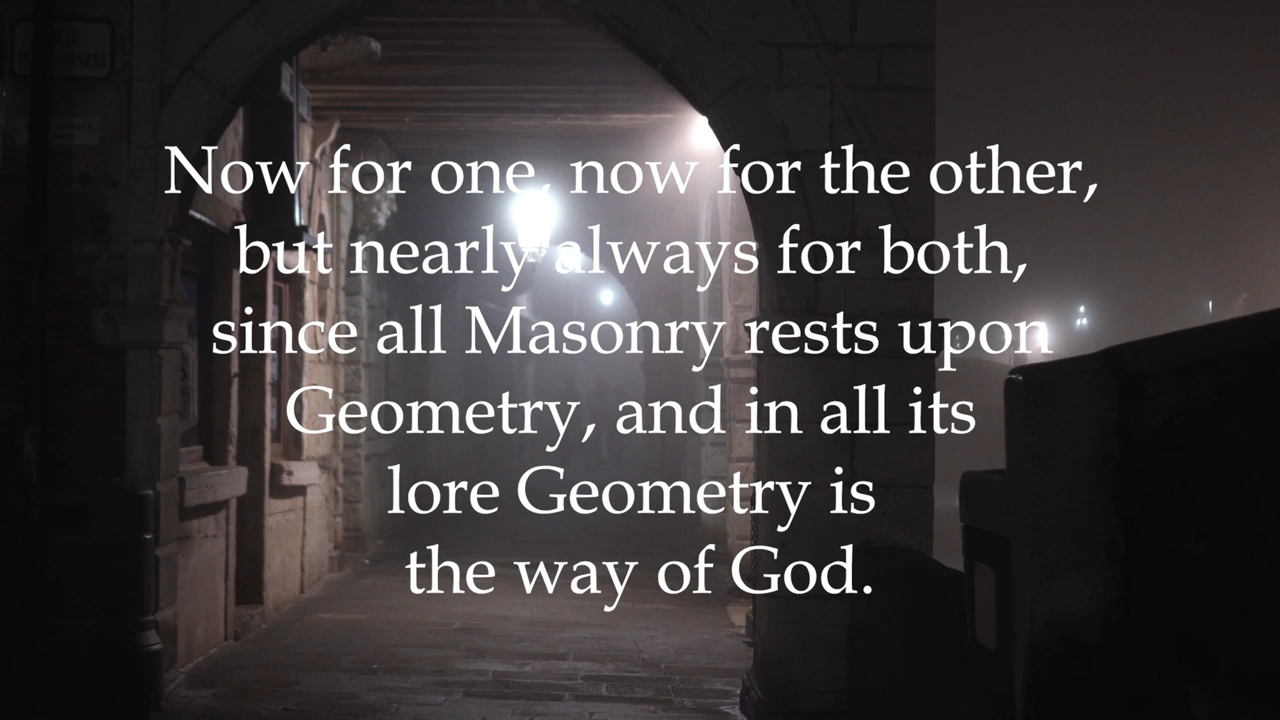 Now for one, now for the other,
but nearly always for both,
since all Masonry rests upon
Geometry, and in all its
lore Geometry is
the way of God.